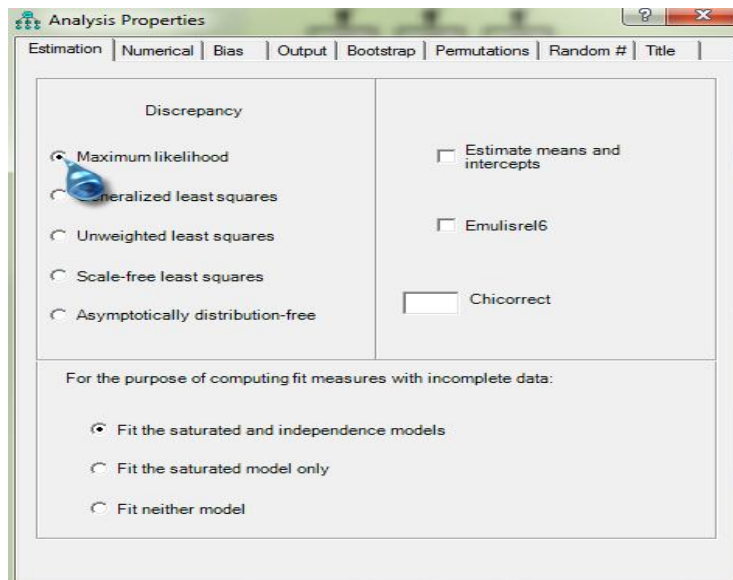 Analysis Properties
?
Estimation Numerical Bias Output Bootstrap Permutations Random # Title
Discrepancy
Maximum likelihood
Generalized least squares
Unweighted least squares
Scale-free least squares
Asymptotically distribution-free
Estimate means and
intercepts
Emulisrel6
Chicorrect
For the purpose of computing fit measures with incomplete data:
Fit the saturated and independence models
Fit the saturated model only
Fit neither model